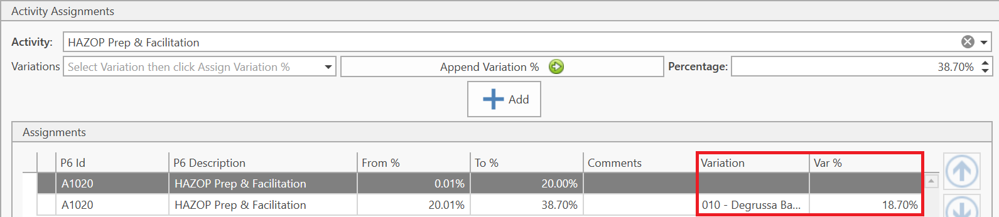 Activity Assignments
Activity: HAZOP Prep & Facilitation
Variations Select Variation then click Assign Variation % Append Variation % Percentage: 38.70%
Add
Assignments
P6 Id P6 Description From % To % Comments Variation Var %
A1020 HAZOP Prep & Facilitation 0.01% 20.00%
A1020 HAZOP Prep & Facilitation 20.01% 38.70% 010 - Degrussa Ba... 18.70%